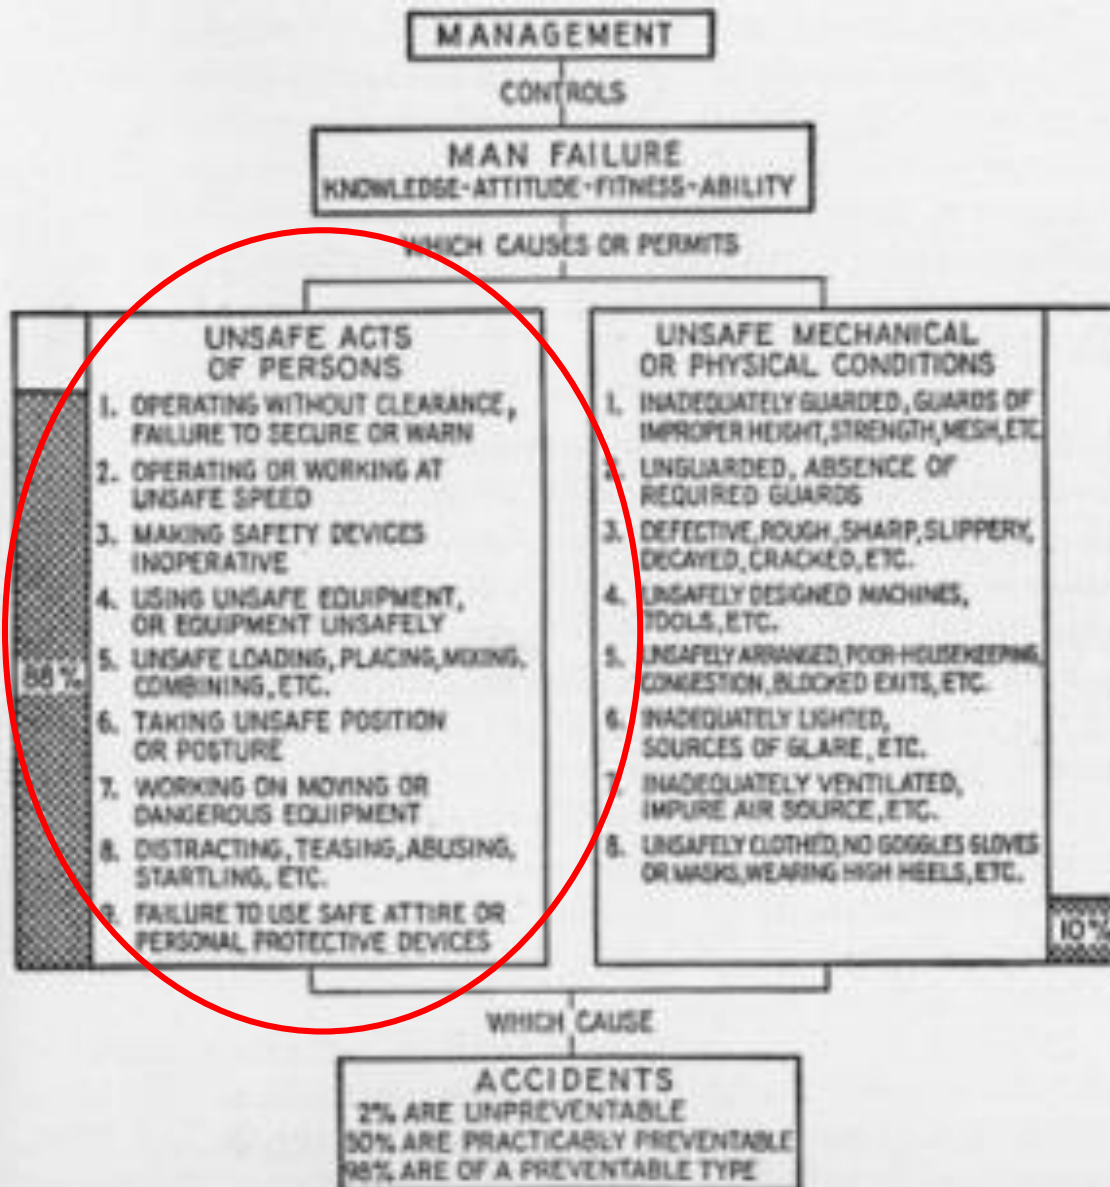 MANAGEMENT
CONTROLS
MAN FAILURE
KNOWLEDGE-ATTITUDE-FITNESS-ABILITY
WHICH CAUSES OR PERMITS
UNSAFE ACTS
OF PERSONS
1. OPERATING WITHOUT CLEARANCE,
FAILURE TO SECURE OR WARN
2. OPERATING OR WORKING AT
UNSAFE SPEED
3. MAKING SAFETY DEVICES
INOPERATIVE
4. USING UNSAFE EQUIPMENT,
OR EQUIPMENT UNSAFELY
5. UNSAFE LOADING, PLACING, MIXING,
COMBINING, ETC.
6. TAKING UNSAFE POSITION
OR POSTURE
7. WORKING ON MOVING OR
DANGEROUS EQUIPMENT
8. DISTRACTING, TEASING, ABUSING,
STARTLING, ETC.
9. FAILURE TO USE SAFE ATTIRE OR
PERSONAL PROTECTIVE DEVICES
88%
UNSAFE MECHANICAL
OR PHYSICAL CONDITIONS
1. INADEQUATELY GUARDED, GUARDS OF
IMPROPER HEIGHT, STRENGTH, MESH, ETC.
2. UNGUARDED, ABSENCE OF
REQUIRED GUARDS
3. DEFECTIVE, ROUGH, SHARP, SLIPPERY,
DECAYED, CRACKED, ETC.
4. UNSAFELY DESIGNED MACHINES,
TOOLS, ETC.
5. UNSAFELY ARRANGED, POOR HOUSEKEEPING,
CONGESTION, BLOCKED EXITS, ETC.
6. INADEQUATELY LIGHTED,
SOURCES OF GLARE, ETC.
7. INADEQUATELY VENTILATED,
IMPURE AIR SOURCE, ETC.
8. UNSAFELY CLOTHED, NO GOGGLES GLOVES
OR MASKS, WEARING HIGH HEELS, ETC.
10%
WHICH CAUSE
ACCIDENTS
2% ARE UNPREVENTABLE
50% ARE PRACTICABLY PREVENTABLE
98% ARE OF A PREVENTABLE TYPE